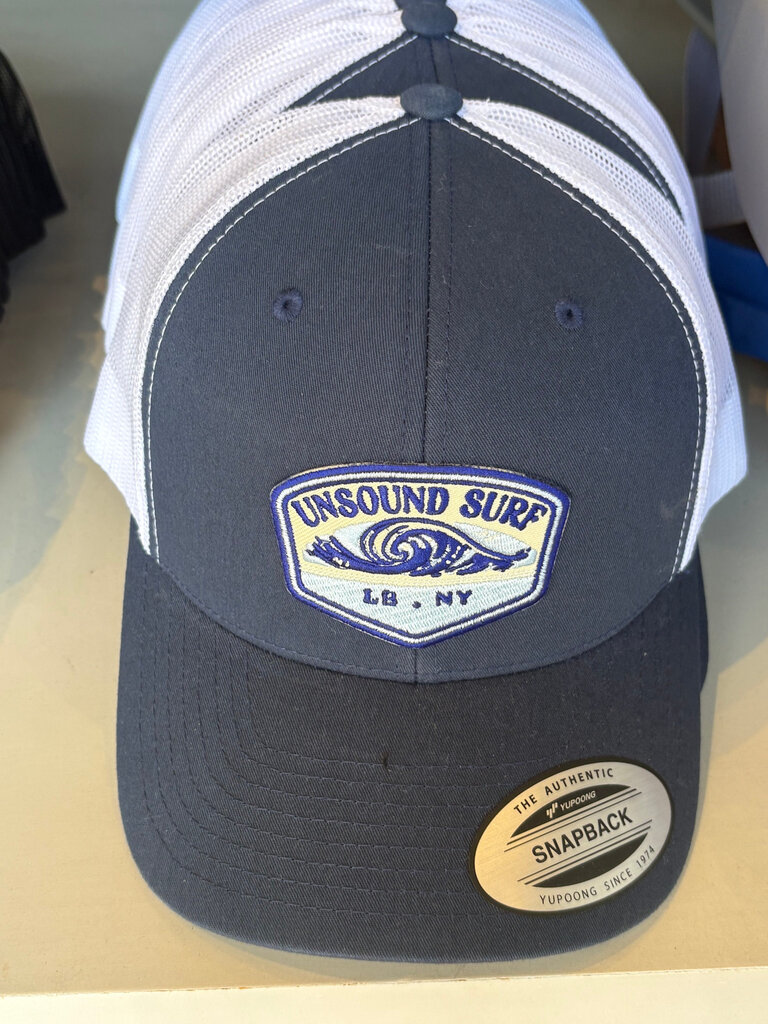 UNSOUND SURF
LB . NY
THE AUTHENTIC
YUPOONG
SNAPBACK
YUPOONG SINCE 1974